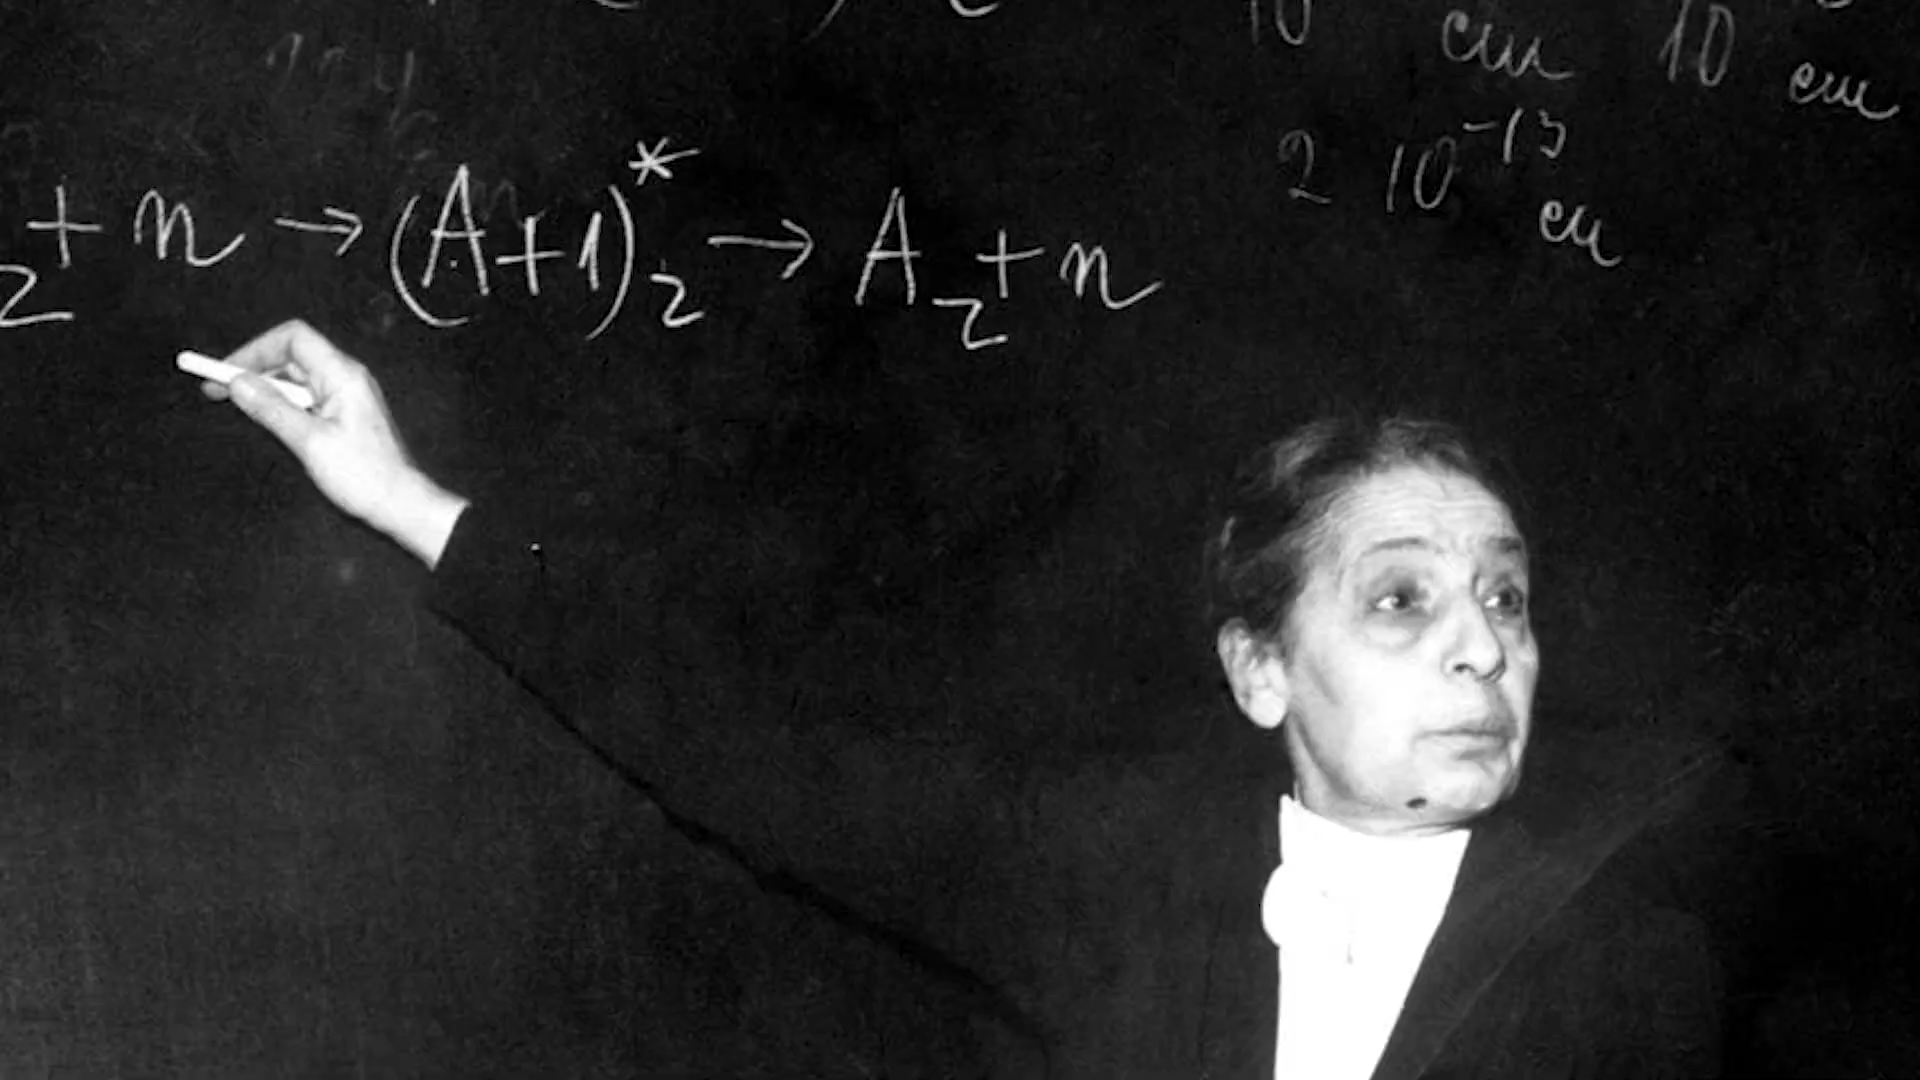 10 cm 10 cm
2 10⁻¹³ cm
z + n → (A+1)*z → Az + n